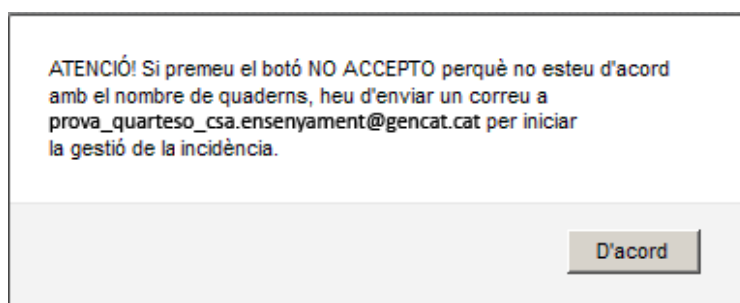 ATENCIÓ! Si premeu el botó NO ACCEPTO perquè no esteu d'acord
amb el nombre de quaderns, heu d'enviar un correu a
prova_quarteso_csa.ensenyament@gencat.cat per iniciar
la gestió de la incidència.
D'acord